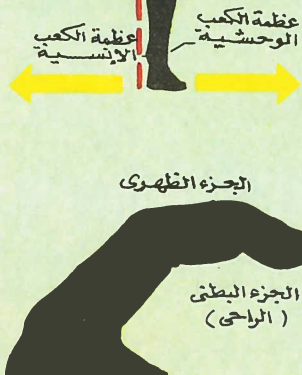 عظمة الكعب
الوحشية
عظمة الكعب
الإنسية
الجزء الظهرى
الجزء البطنى
( الراحى )